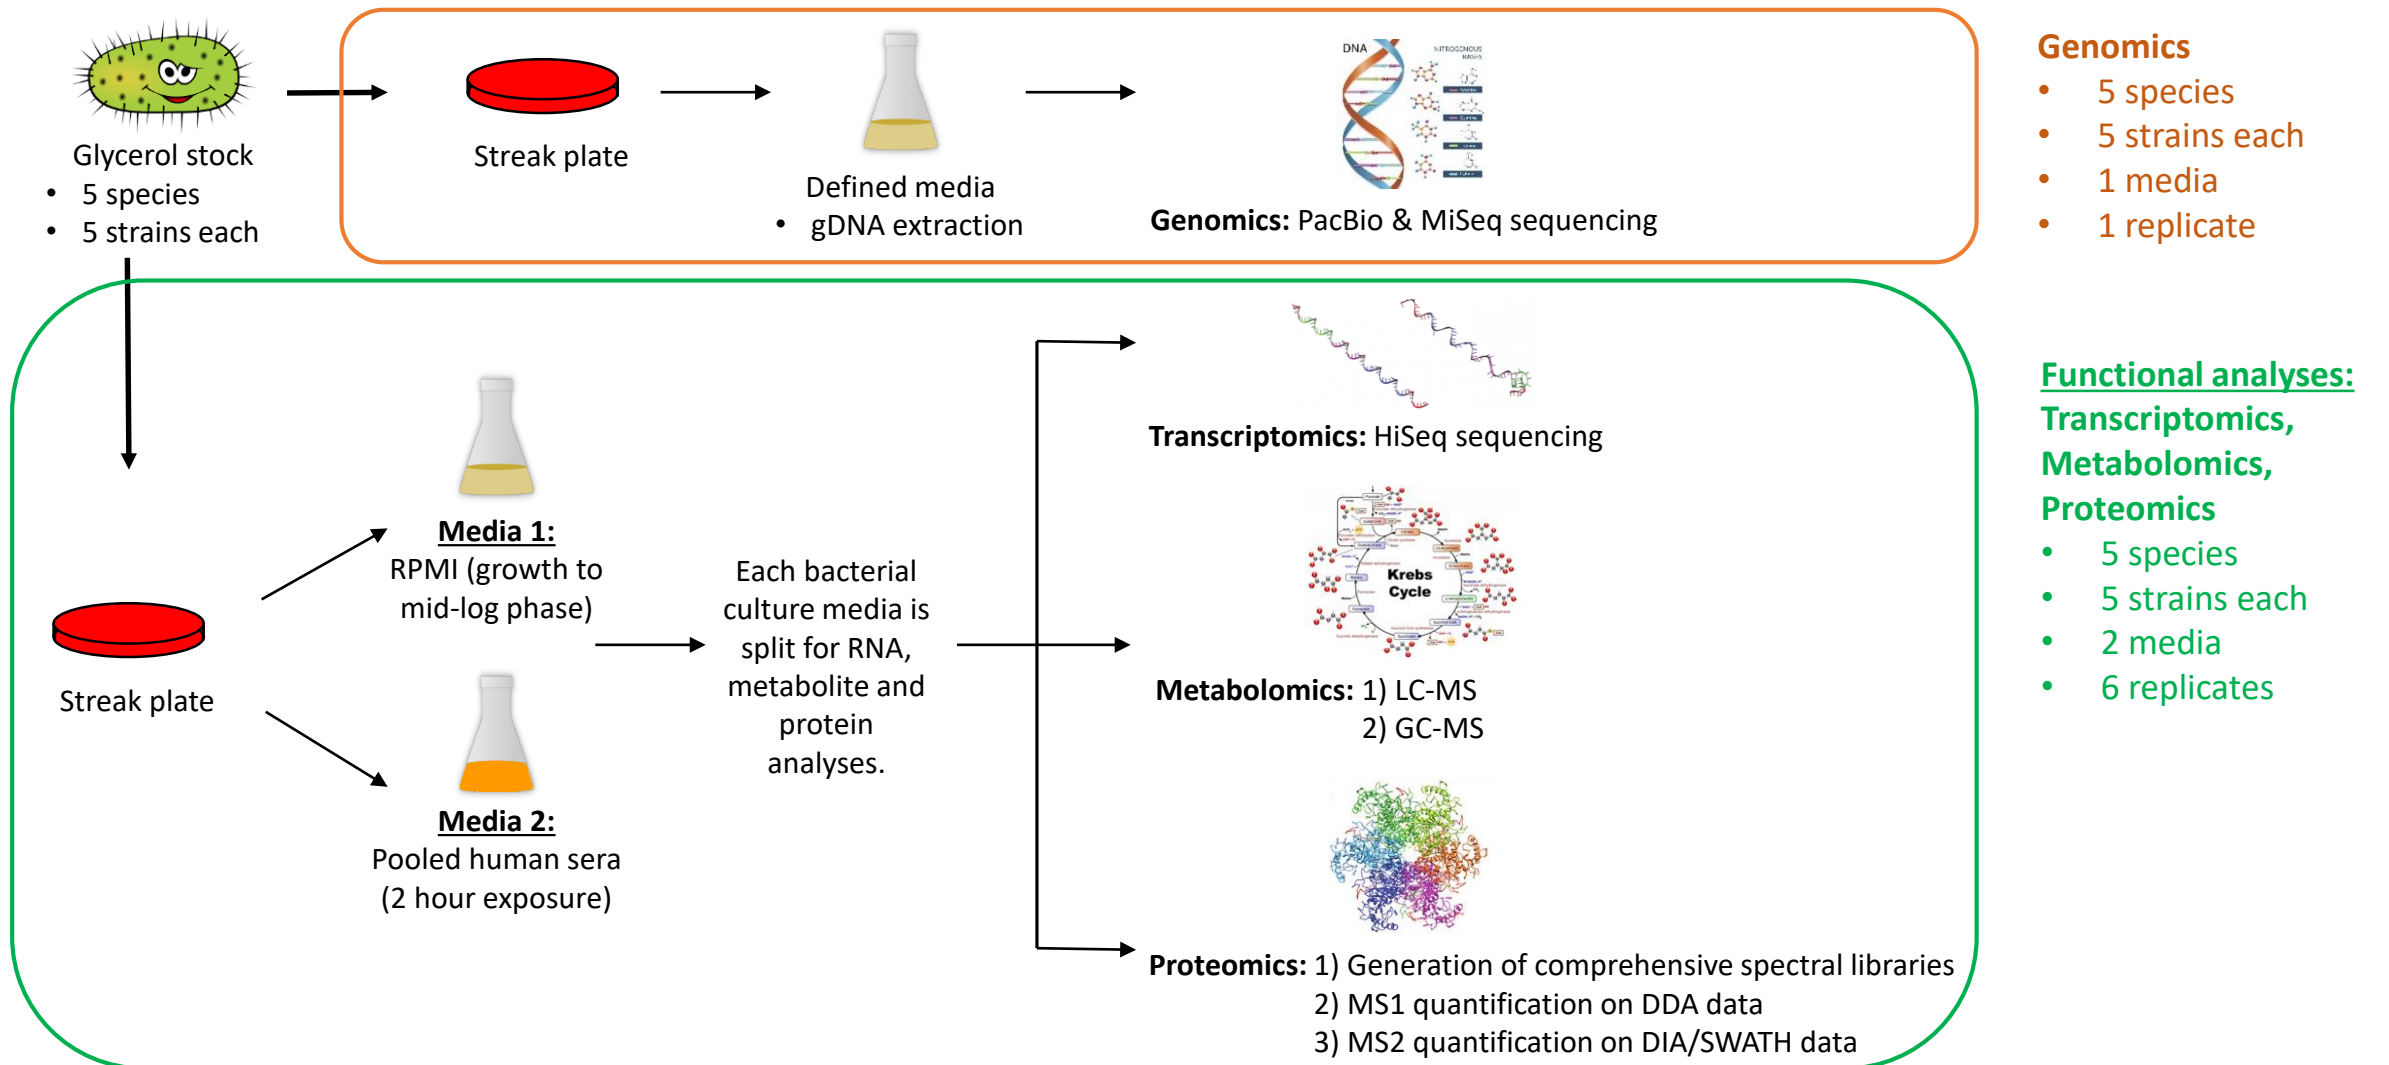 Glycerol stock
• 5 species
• 5 strains each
Streak plate
Defined media
• gDNA extraction
DNA
NITROGENOUS
BASES
Genomics: PacBio & MiSeq sequencing
Genomics
• 5 species
• 5 strains each
• 1 media
• 1 replicate
Streak plate
Media 1:
RPMI (growth to
mid-log phase)
Media 2:
Pooled human sera
(2 hour exposure)
Each bacterial
culture media is
split for RNA,
metabolite and
protein
analyses.
Transcriptomics: HiSeq sequencing
Krebs
Cycle
Metabolomics: 1) LC-MS
2) GC-MS
Proteomics: 1) Generation of comprehensive spectral libraries
2) MS1 quantification on DDA data
3) MS2 quantification on DIA/SWATH data
Functional analyses:
Transcriptomics,
Metabolomics,
Proteomics
• 5 species
• 5 strains each
• 2 media
• 6 replicates